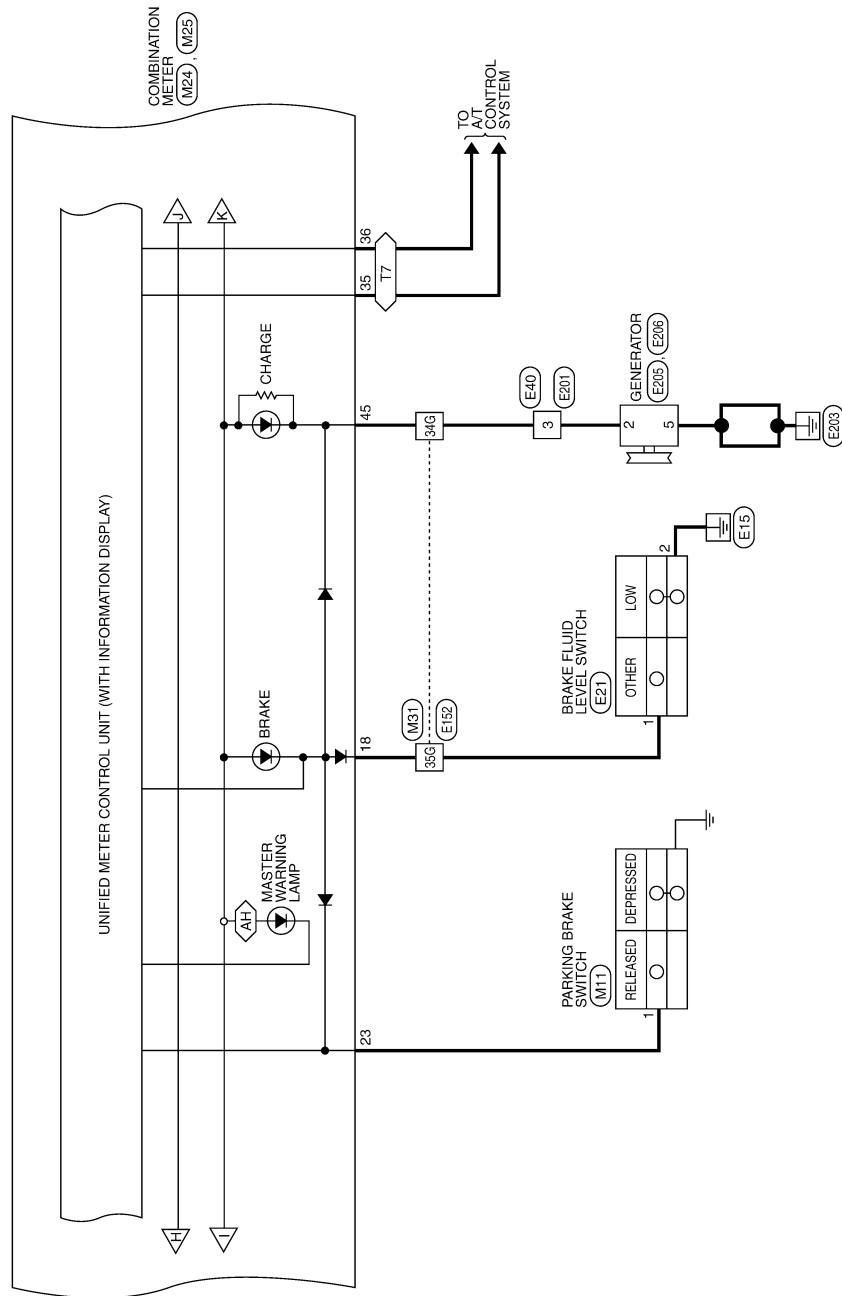 COMBINATION
METER
M24 , M25
UNIFIED METER CONTROL UNIT (WITH INFORMATION DISPLAY)
H
J
I
K
AH
MASTER
WARNING
LAMP
BRAKE
CHARGE
23
18
45
35
36
T7
TO
A/T
CONTROL
SYSTEM
35G
M31
E152
34G
3
E40
E201
GENERATOR
E205 , E206
2
5
E203
PARKING BRAKE
SWITCH
M11
RELEASED
DEPRESSED
1
BRAKE FLUID
LEVEL SWITCH
E21
OTHER
LOW
1
2
E15